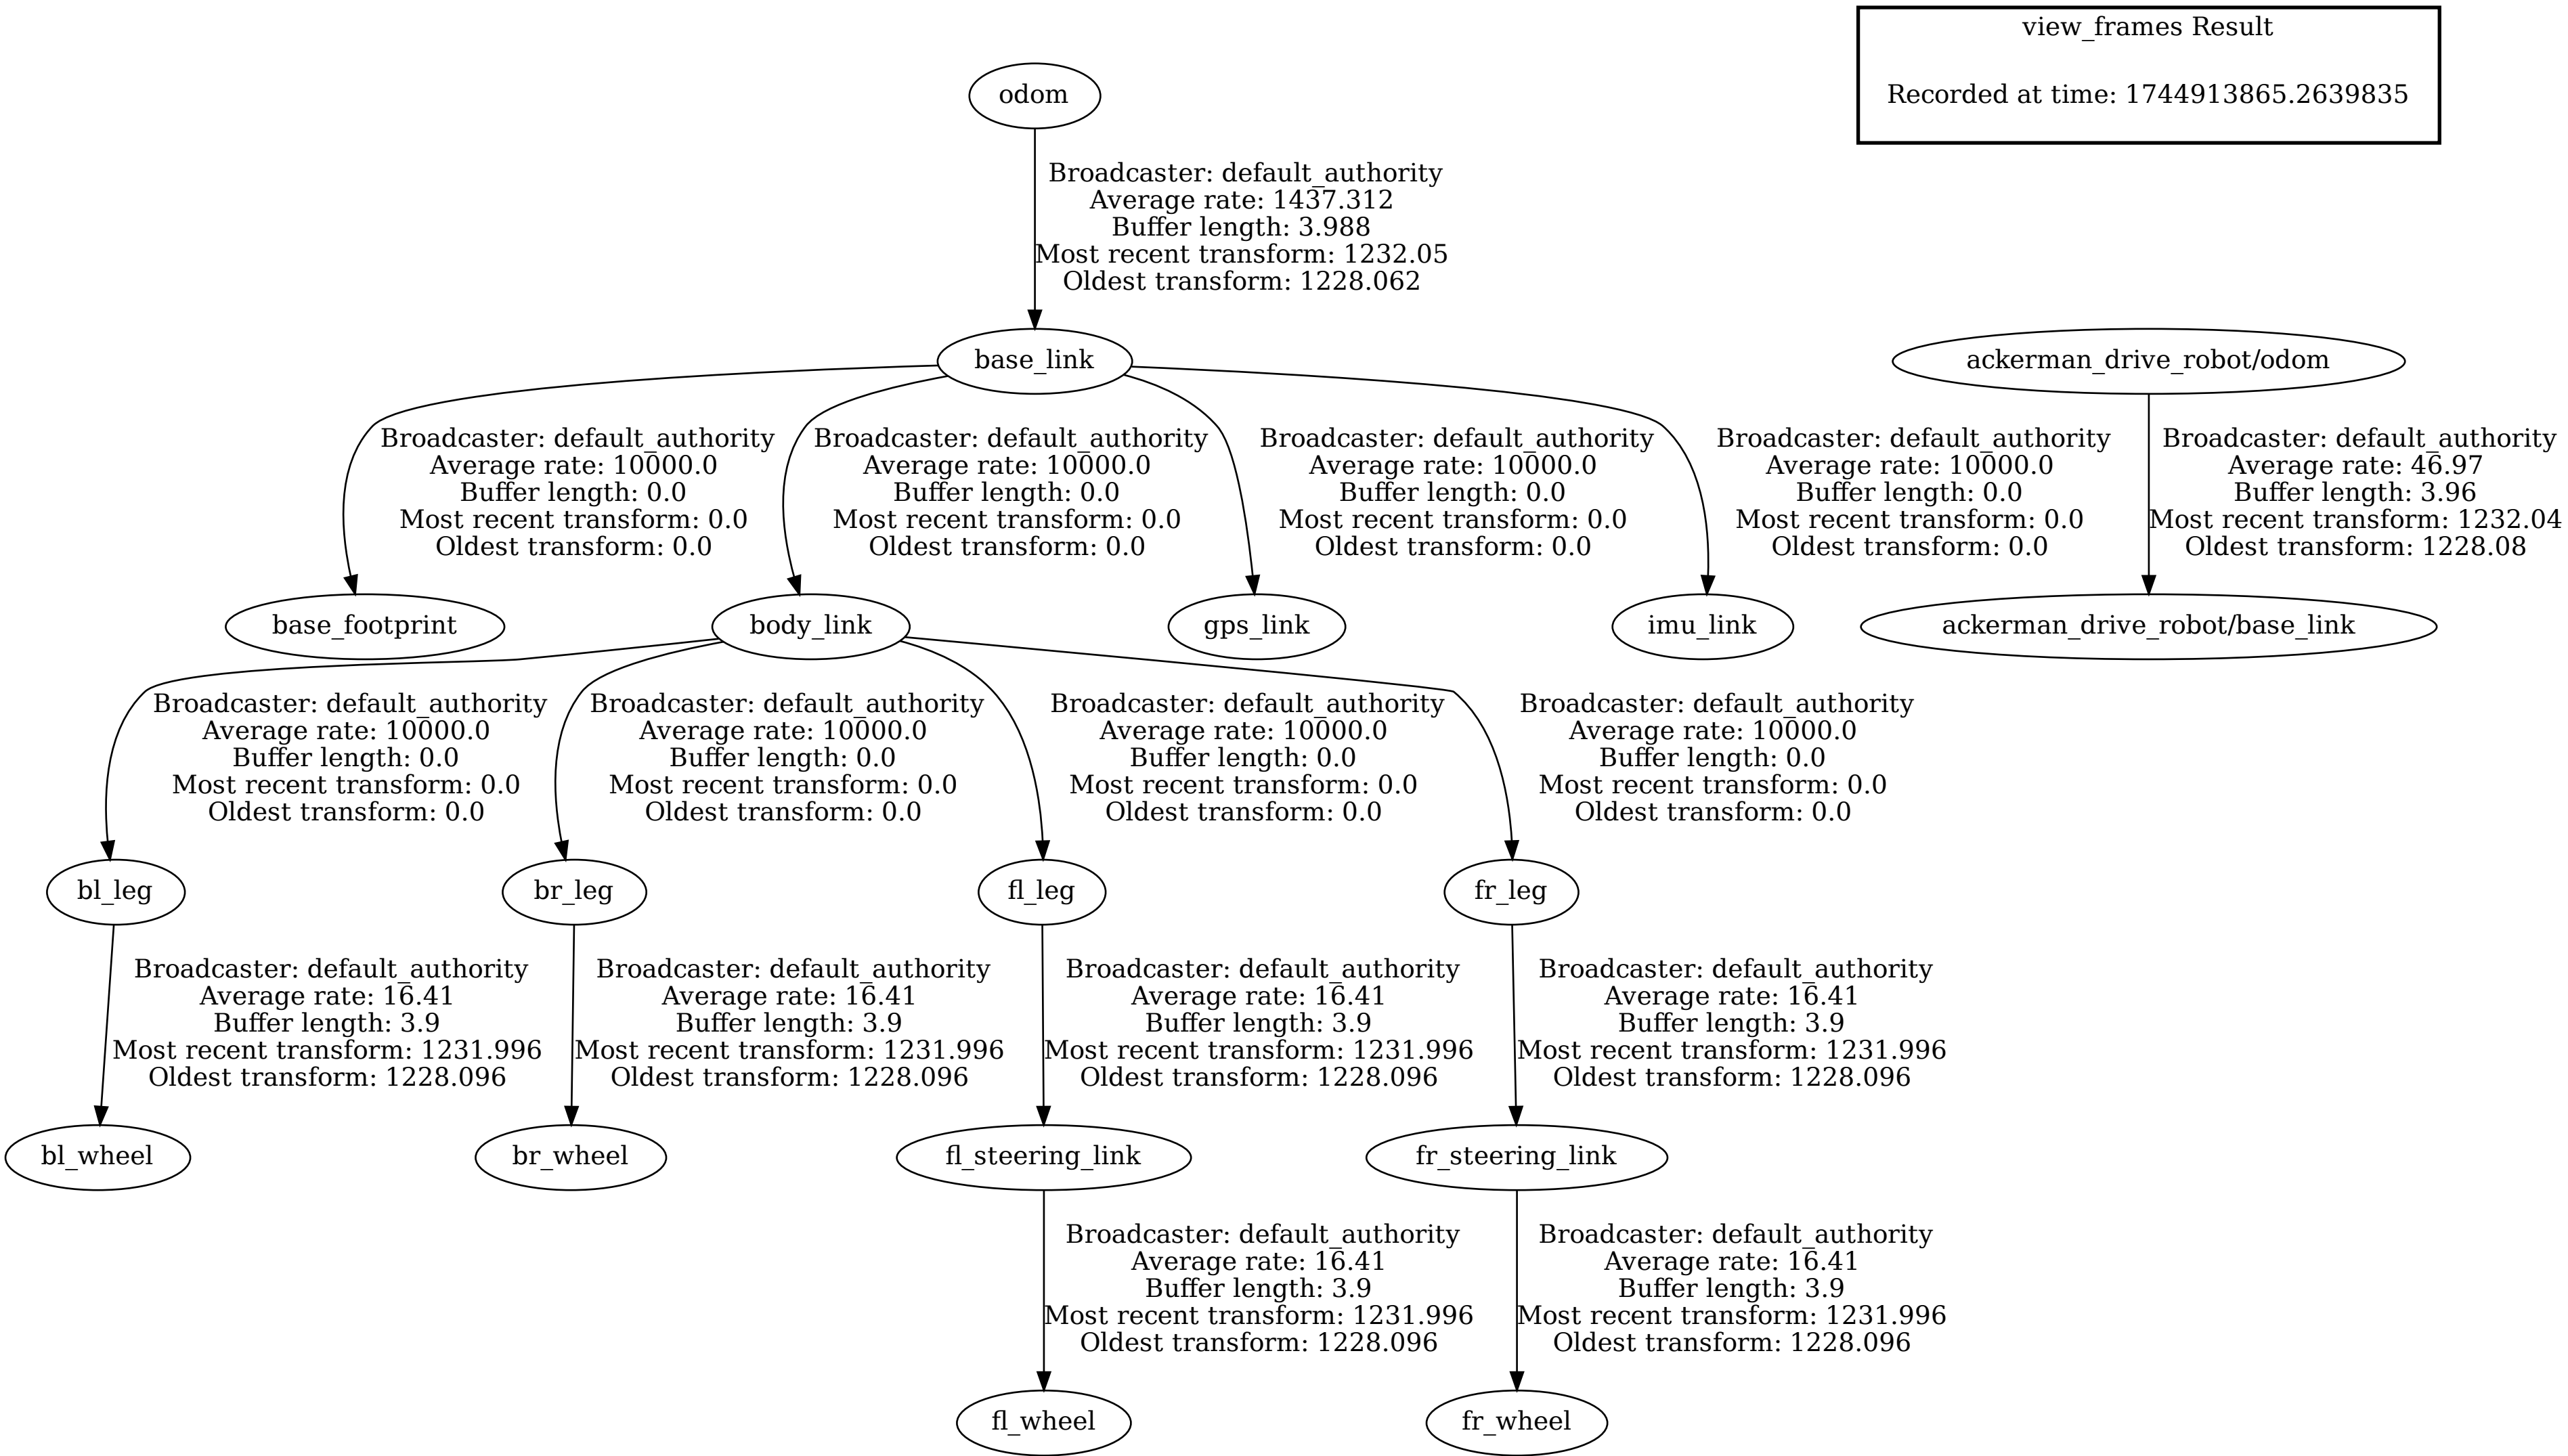 view_frames Result
Recorded at time: 1744913865.2639835
odom
Broadcaster: default_authority
Average rate: 1437.312
Buffer length: 3.988
Most recent transform: 1232.05
Oldest transform: 1228.062
base_link
ackerman_drive_robot/odom
Broadcaster: default_authority
Average rate: 10000.0
Buffer length: 0.0
Most recent transform: 0.0
Oldest transform: 0.0
Broadcaster: default_authority
Average rate: 10000.0
Buffer length: 0.0
Most recent transform: 0.0
Oldest transform: 0.0
Broadcaster: default_authority
Average rate: 10000.0
Buffer length: 0.0
Most recent transform: 0.0
Oldest transform: 0.0
Broadcaster: default_authority
Average rate: 10000.0
Buffer length: 0.0
Most recent transform: 0.0
Oldest transform: 0.0
Broadcaster: default_authority
Average rate: 46.97
Buffer length: 3.96
Most recent transform: 1232.04
Oldest transform: 1228.08
base_footprint
body_link
gps_link
imu_link
ackerman_drive_robot/base_link
Broadcaster: default_authority
Average rate: 10000.0
Buffer length: 0.0
Most recent transform: 0.0
Oldest transform: 0.0
Broadcaster: default_authority
Average rate: 10000.0
Buffer length: 0.0
Most recent transform: 0.0
Oldest transform: 0.0
Broadcaster: default_authority
Average rate: 10000.0
Buffer length: 0.0
Most recent transform: 0.0
Oldest transform: 0.0
Broadcaster: default_authority
Average rate: 10000.0
Buffer length: 0.0
Most recent transform: 0.0
Oldest transform: 0.0
bl_leg
br_leg
fl_leg
fr_leg
Broadcaster: default_authority
Average rate: 16.41
Buffer length: 3.9
Most recent transform: 1231.996
Oldest transform: 1228.096
Broadcaster: default_authority
Average rate: 16.41
Buffer length: 3.9
Most recent transform: 1231.996
Oldest transform: 1228.096
Broadcaster: default_authority
Average rate: 16.41
Buffer length: 3.9
Most recent transform: 1231.996
Oldest transform: 1228.096
Broadcaster: default_authority
Average rate: 16.41
Buffer length: 3.9
Most recent transform: 1231.996
Oldest transform: 1228.096
bl_wheel
br_wheel
fl_steering_link
fr_steering_link
Broadcaster: default_authority
Average rate: 16.41
Buffer length: 3.9
Most recent transform: 1231.996
Oldest transform: 1228.096
Broadcaster: default_authority
Average rate: 16.41
Buffer length: 3.9
Most recent transform: 1231.996
Oldest transform: 1228.096
fl_wheel
fr_wheel